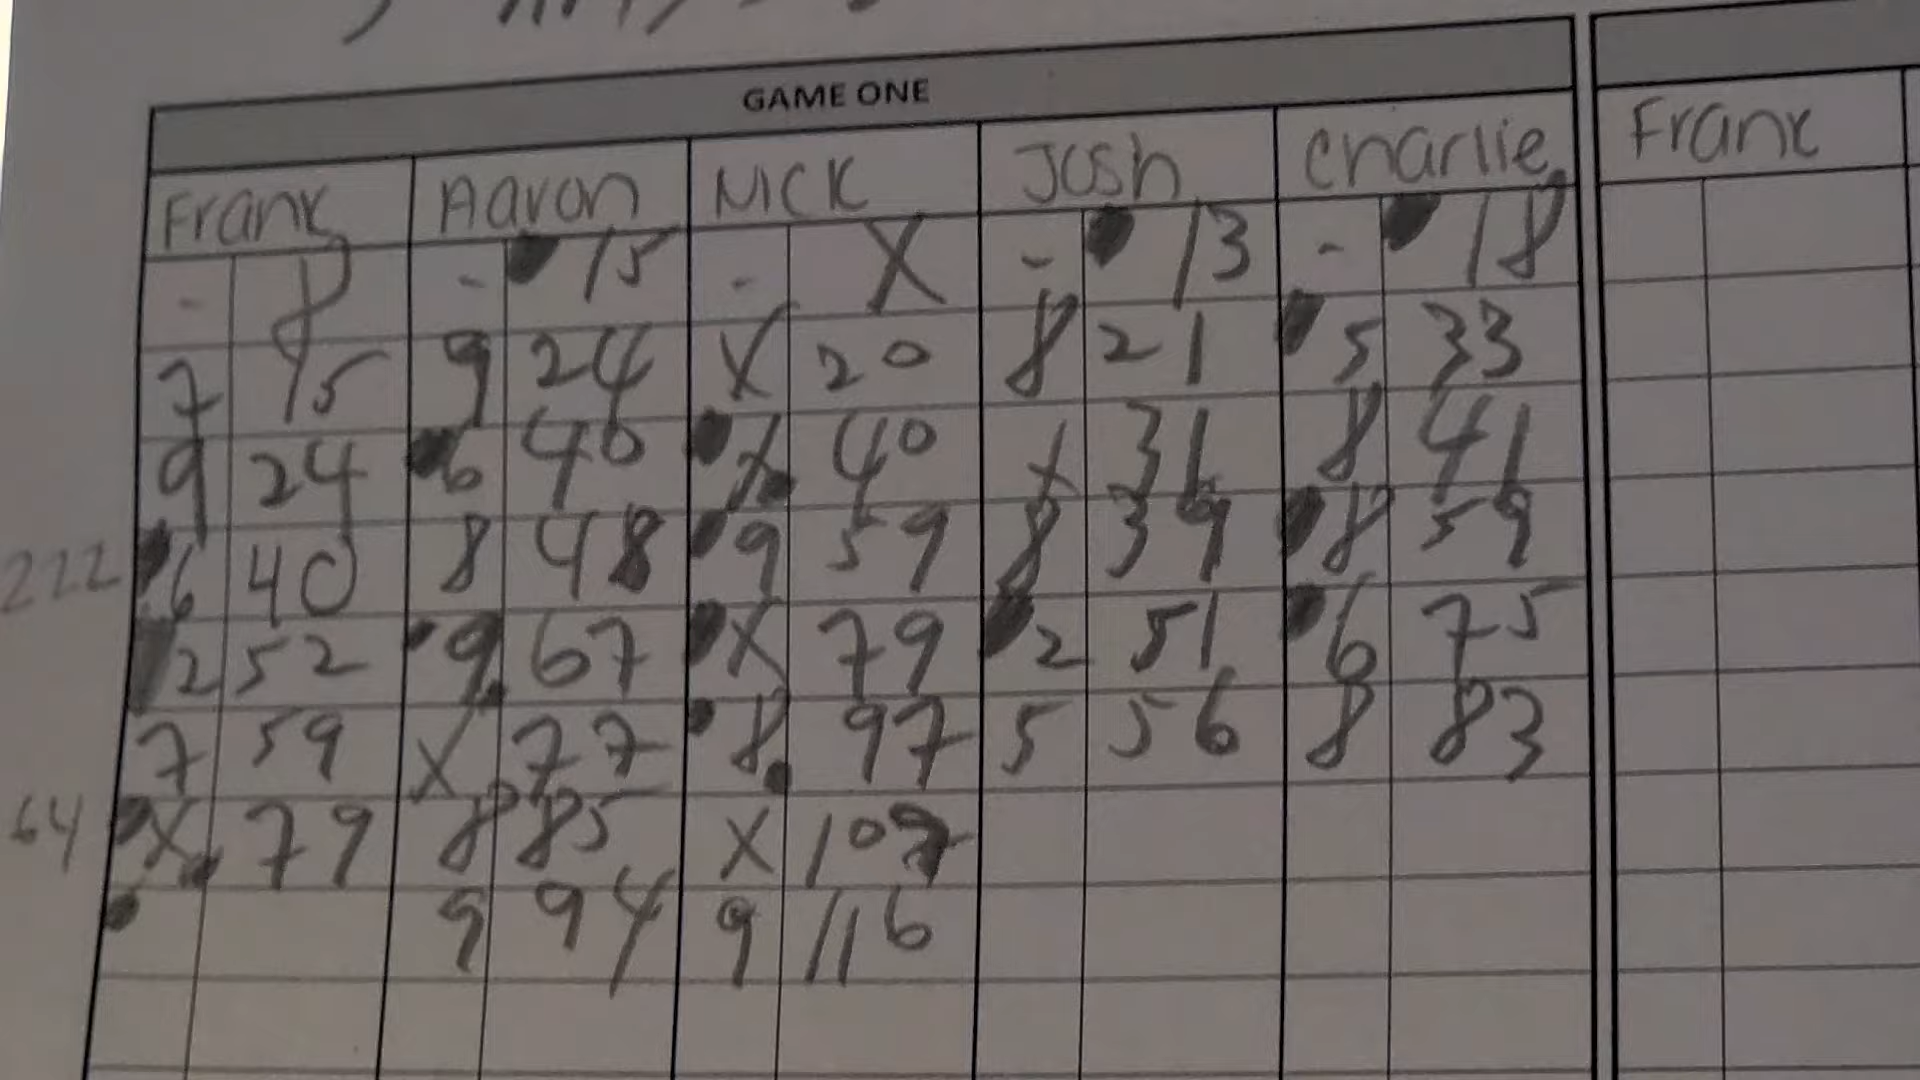 GAME ONE
Frank Aaron Nick Josh Charlie Frank
- 8 - 15 - X - 13 - 18
7 15 9 24 X 20 8 21 5 33
9 24 6 40 X 40 X 31 8 41
222 6 40 8 48 9 59 8 39 8 59
2 52 9 67 X 79 2 51 6 75
7 59 X 77 8 97 5 56 8 83
64 X 79 8 85 X 107
9 94 9 116